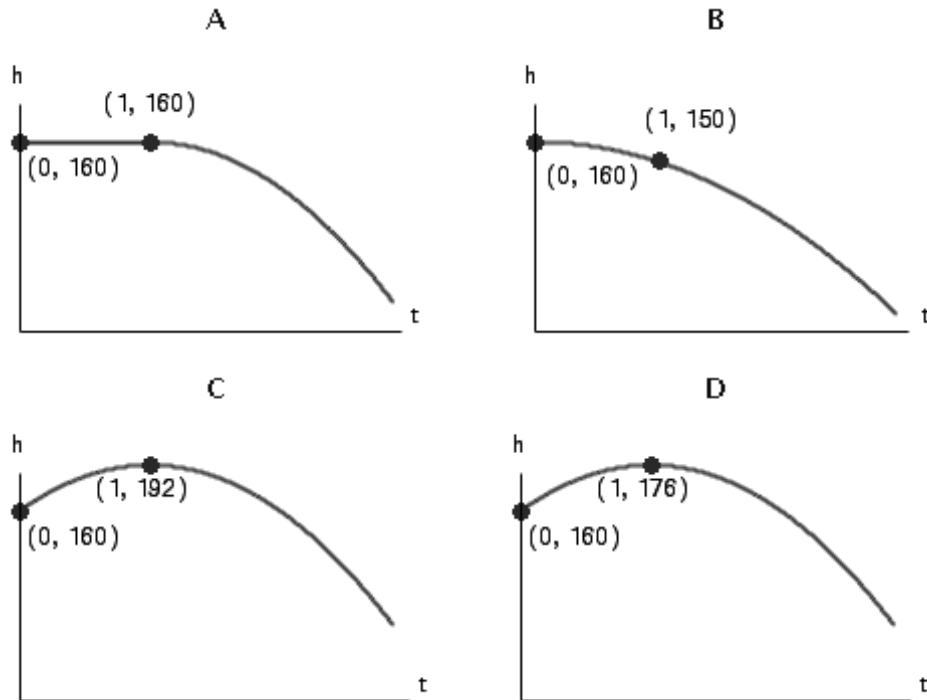 A
h
(1, 160)
(0, 160)
t
B
h
(1, 150)
(0, 160)
t
C
h
(1, 192)
(0, 160)
t
D
h
(1, 176)
(0, 160)
t